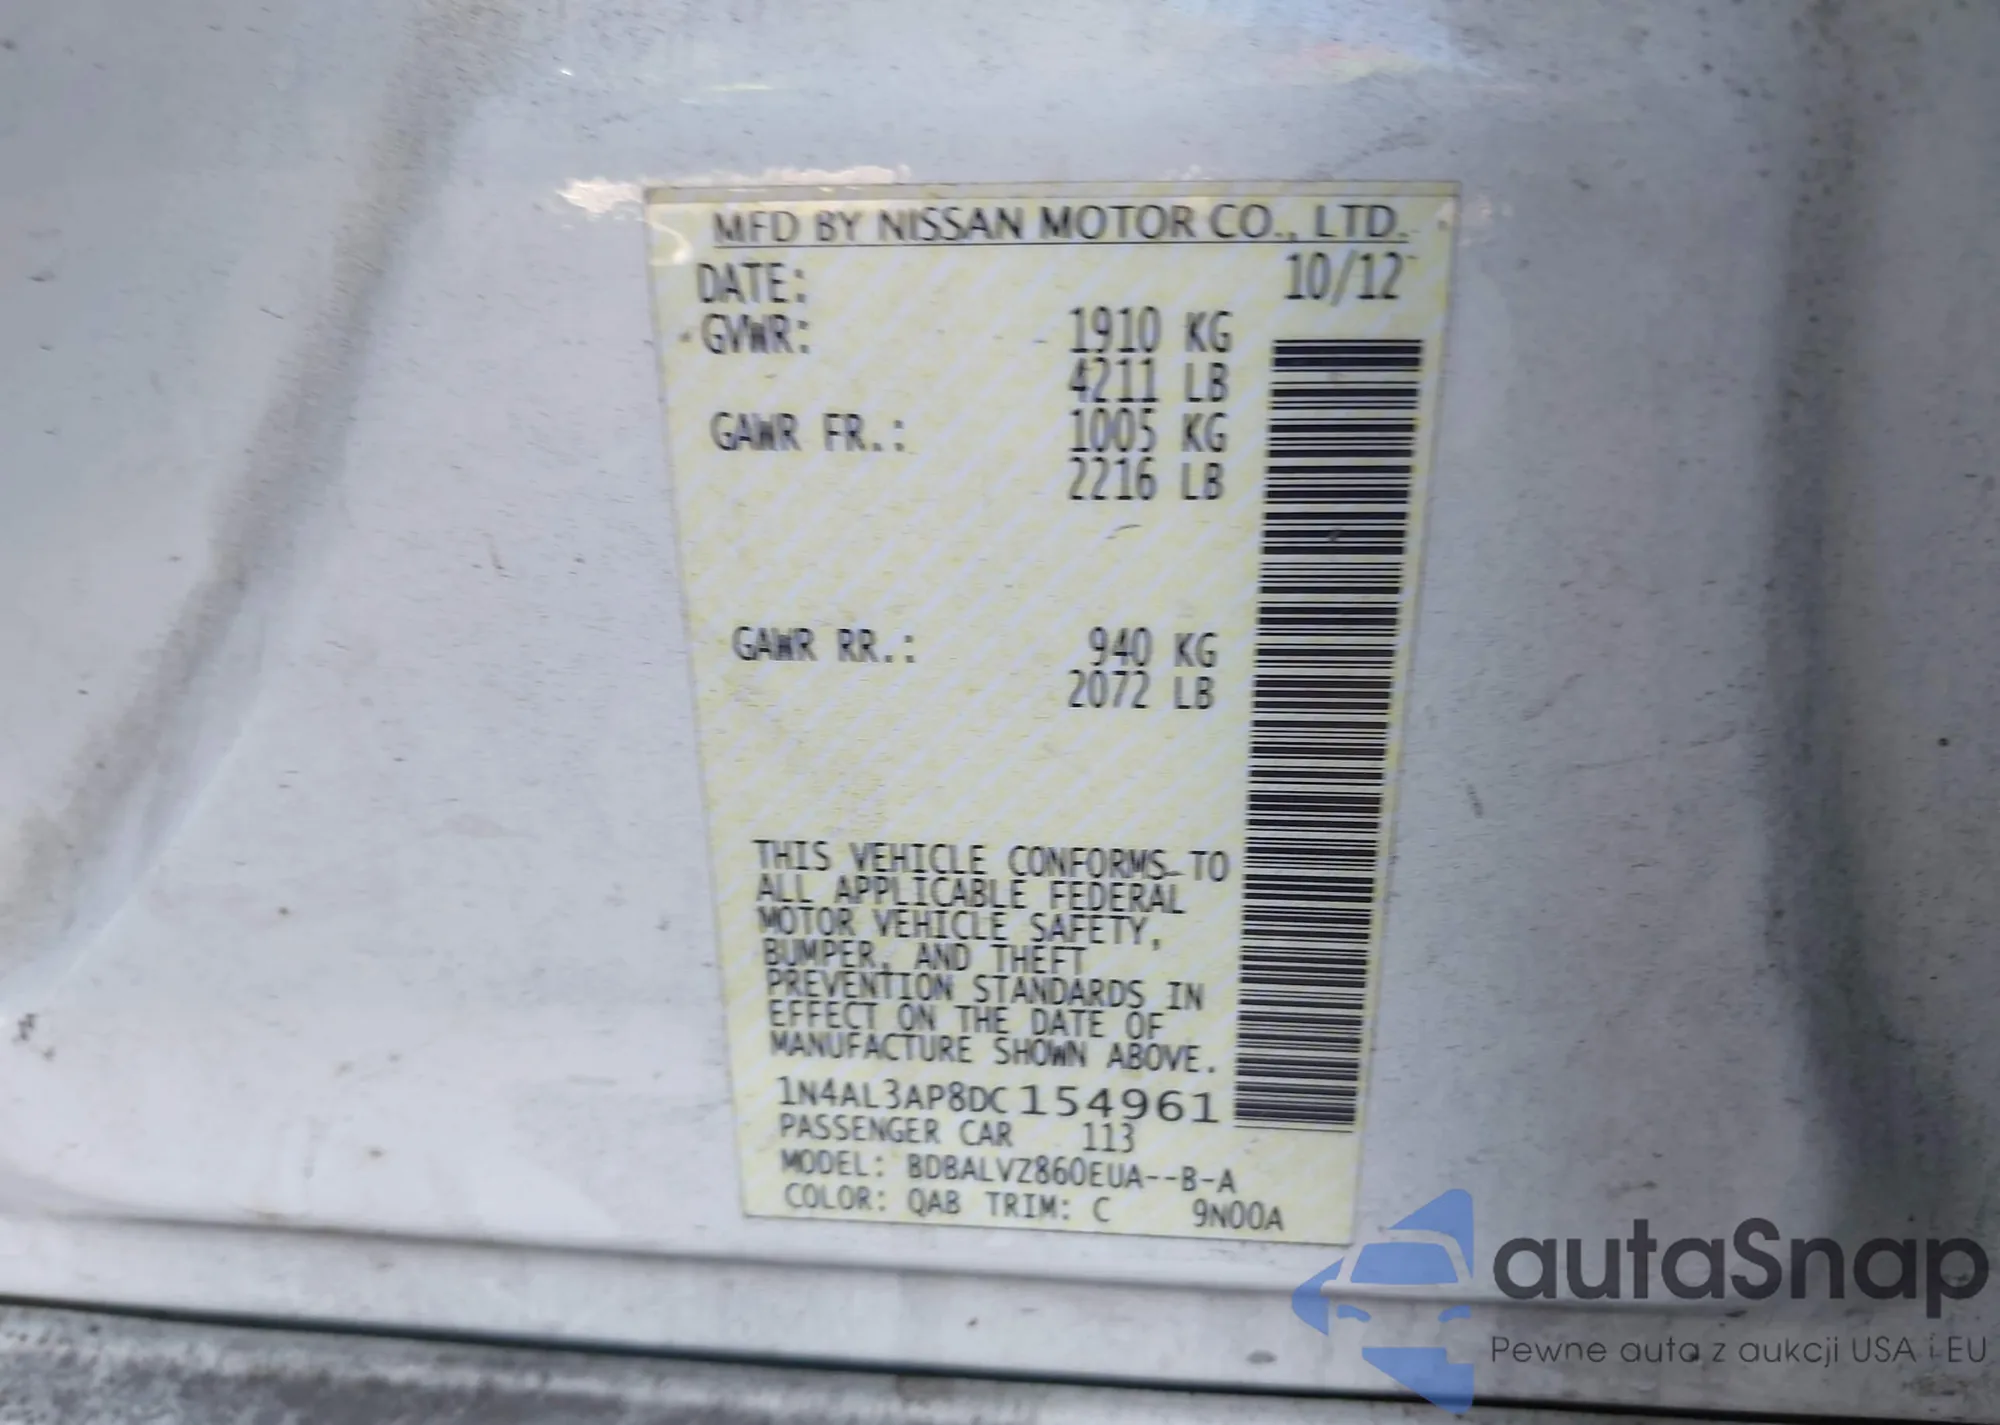 MFD BY NISSAN MOTOR CO., LTD.
DATE: 10/12
GVWR: 1910 KG
4211 LB
GAWR FR.: 1005 KG
2216 LB
GAWR RR.: 940 KG
2072 LB
THIS VEHICLE CONFORMS TO
ALL APPLICABLE FEDERAL
MOTOR VEHICLE SAFETY,
BUMPER, AND THEFT
PREVENTION STANDARDS IN
EFFECT ON THE DATE OF
MANUFACTURE SHOWN ABOVE.
1N4AL3AP8DC154961
PASSENGER CAR 113
MODEL: BDBALVZ860EUA--B-A
COLOR: QAB TRIM: C 9N00A
autaSnap
Pewne auta z aukcji USA i EU